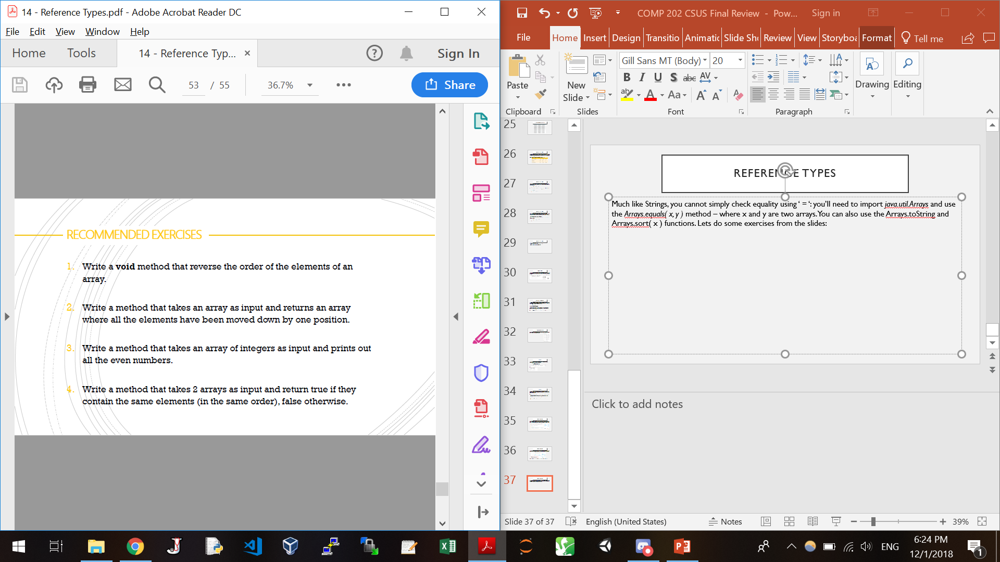 14 - Reference Types.pdf - Adobe Acrobat Reader DC
File Edit View Window Help
Home Tools 14 - Reference Typ... × Sign In
53 / 55 36.7% Share
RECOMMENDED EXERCISES
1. Write a void method that reverse the order of the elements of an
array.
2. Write a method that takes an array as input and returns an array
where all the elements have been moved down by one position.
3. Write a method that takes an array of integers as input and prints out
all the even numbers.
4. Write a method that takes 2 arrays as input and return true if they
contain the same elements (in the same order), false otherwise.
COMP 202 CSUS Final Review - Pow... Sign in
File Home Insert Design Transitio Animatic Slide Sh Review View Storyboa Format Tell me
Paste New Slide Gill Sans MT (Body) 20 Drawing Editing
B I U S abc AV
ab A Aa A A
Clipboard Slides Font Paragraph
25
26
27
28
29
30
31
32
33
34
35
36
37
REFERENCE TYPES
Much like Strings, you cannot simply check equality using ‘ = ‘: you’ll need to import java.util.Arrays and use
the Arrays.equals( x, y ) method – where x and y are two arrays. You can also use the Arrays.toString and
Arrays.sort( x ) functions. Lets do some exercises from the slides:
Click to add notes
Slide 37 of 37 English (United States) Notes 39%
ENG 6:24 PM
12/1/2018 1